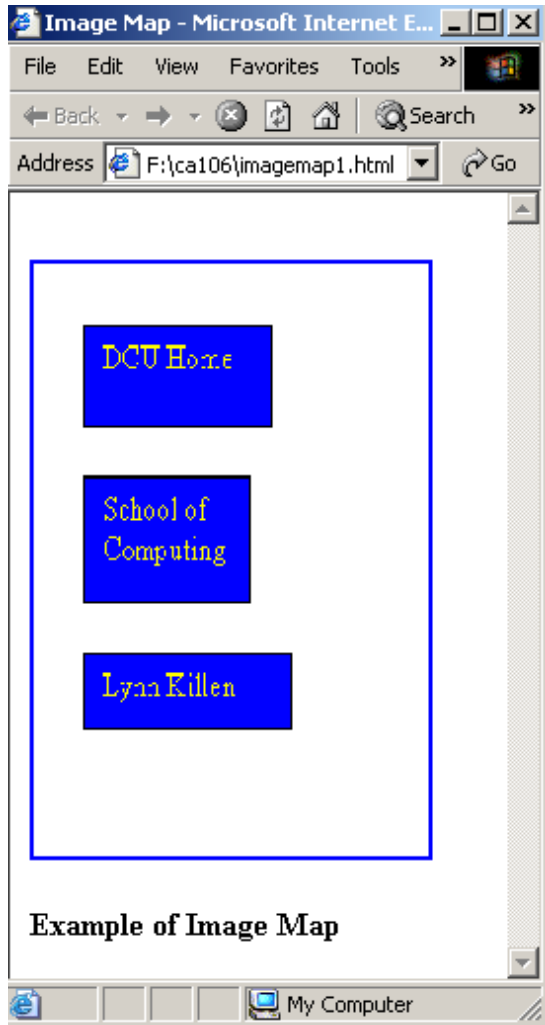 Image Map - Microsoft Internet E...
File Edit View Favorites Tools »
Back Search »
Address F:\ca106\imagemap1.html Go
DCU Home
School of
Computing
Lynn Killen
Example of Image Map
My Computer